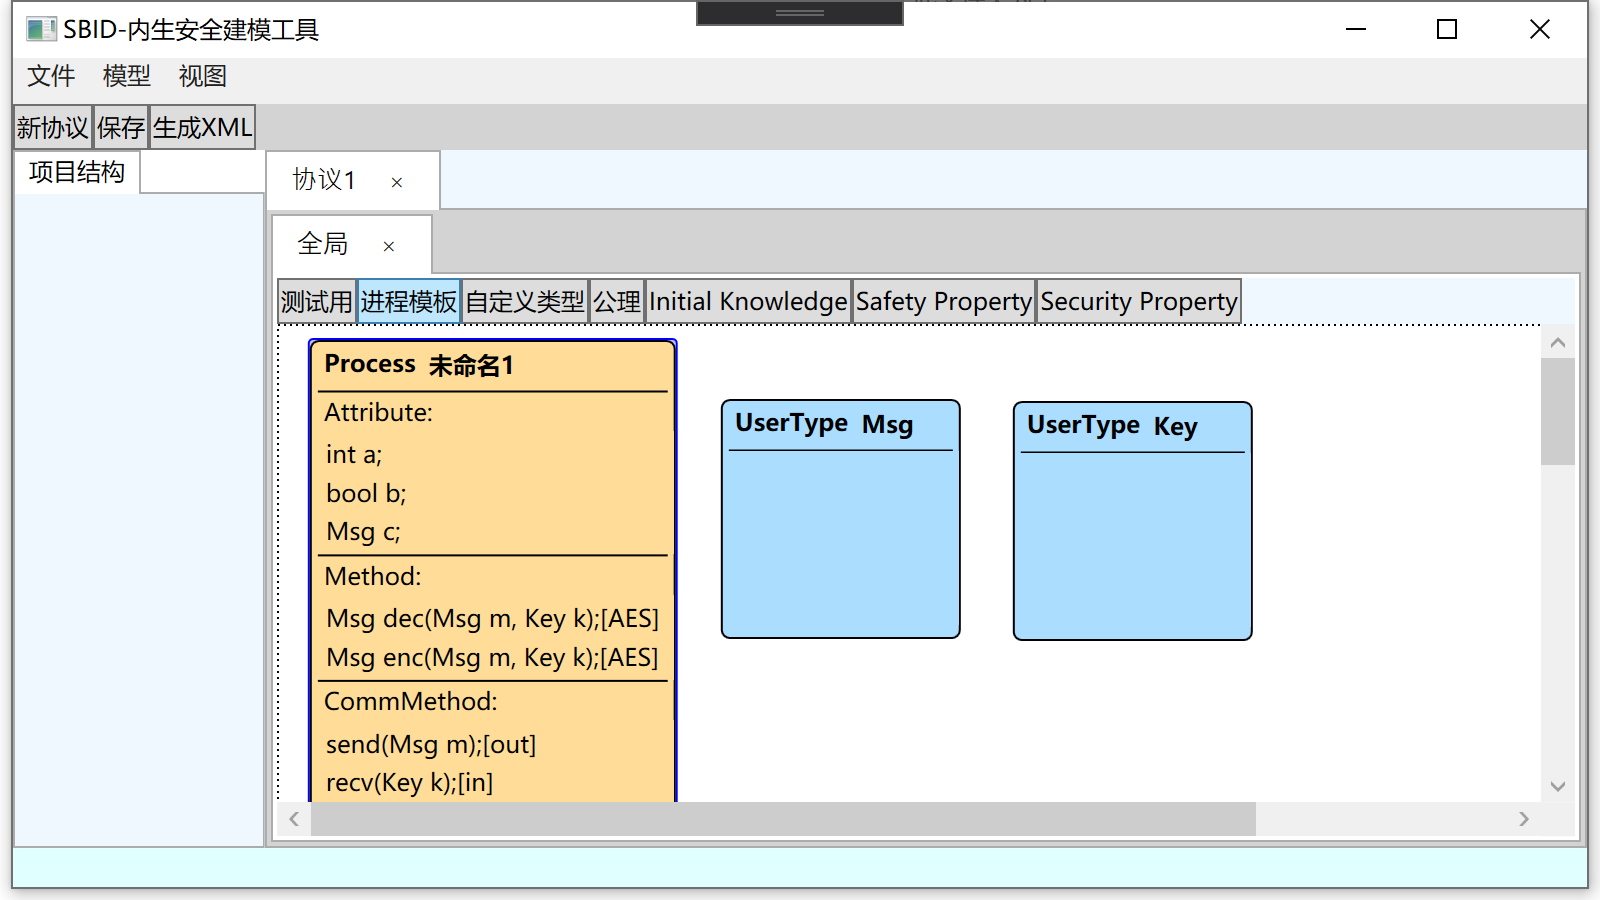 SBID-内生安全建模工具
文件 模型 视图
新协议 保存 生成XML
项目结构
协议1 ×
全局 ×
测试用 进程模板 自定义类型 公理 Initial Knowledge Safety Property Security Property
Process 未命名1
Attribute:
int a;
bool b;
Msg c;
Method:
Msg dec(Msg m, Key k);[AES]
Msg enc(Msg m, Key k);[AES]
CommMethod:
send(Msg m);[out]
recv(Key k);[in]
UserType Msg
UserType Key